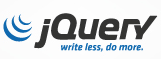 jQuery
write less, do more.